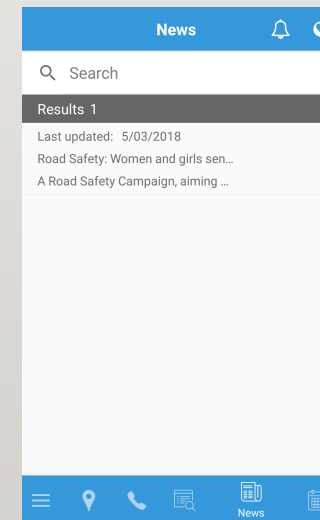 News
Search
Results 1
Last updated: 5/03/2018
Road Safety: Women and girls sen...
A Road Safety Campaign, aiming ...
News